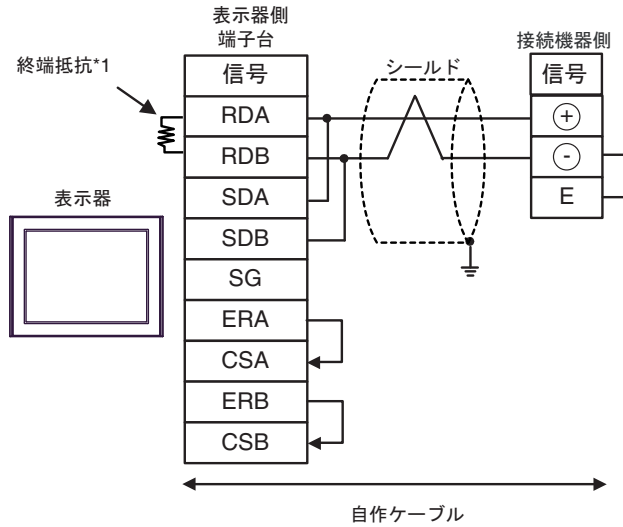 表示器側
端子台
接続機器側
終端抵抗*1
信号
シールド
信号
RDA
+
RDB
-
表示器
SDA
E
SDB
SG
ERA
CSA
ERB
CSB
自作ケーブル